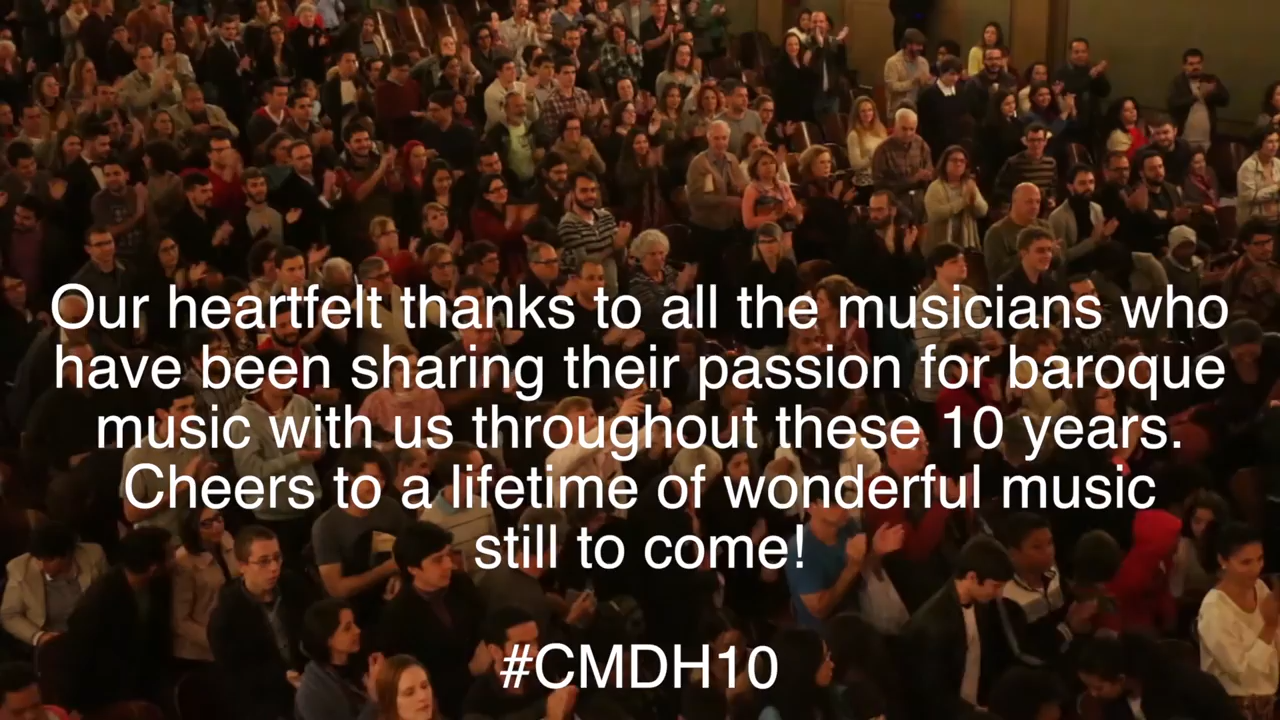 Our heartfelt thanks to all the musicians who
have been sharing their passion for baroque
music with us throughout these 10 years.
Cheers to a lifetime of wonderful music
still to come!
#CMDH10